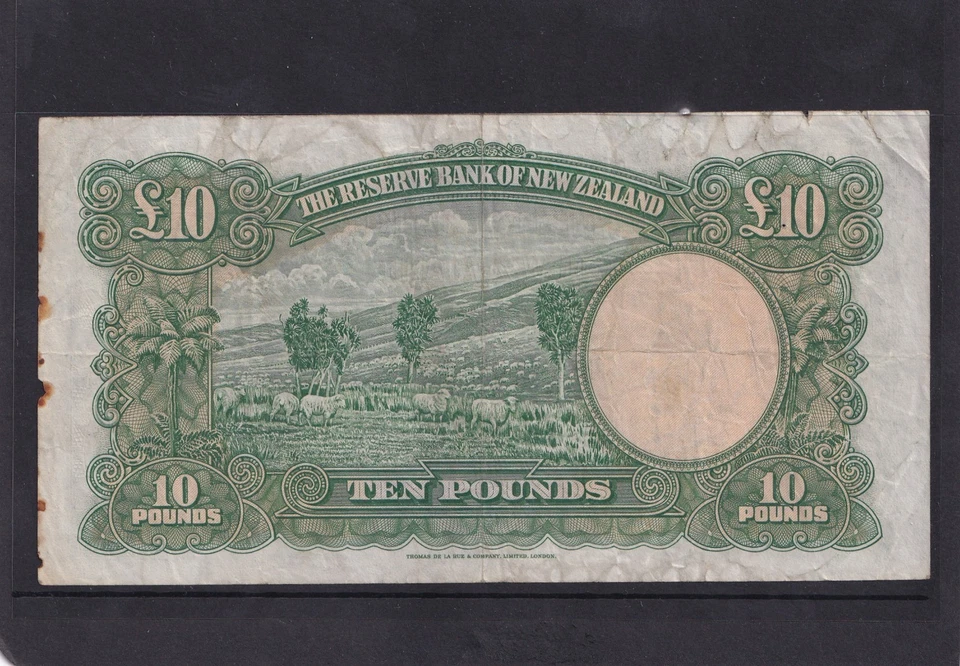 THE RESERVE BANK OF NEW ZEALAND
£10 £10
TEN POUNDS
10 POUNDS
10 POUNDS
THOMAS DE LA RUE & COMPANY, LIMITED. LONDON.